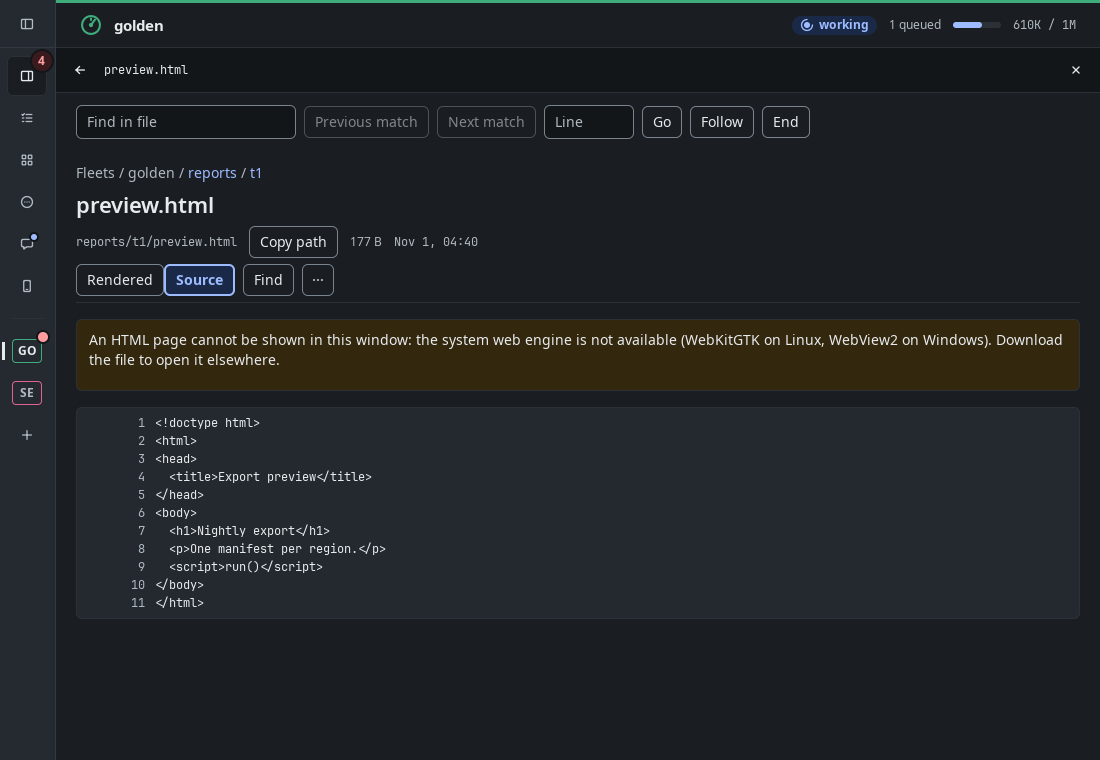 golden
working
1 queued
610K / 1M
4
preview.html
Find in file
Previous match
Next match
Line
Go
Follow
End
Fleets / golden / reports / t1
preview.html
reports/t1/preview.html
Copy path
177 B
Nov 1, 04:40
Rendered
Source
Find
...
GO
SE
An HTML page cannot be shown in this window: the system web engine is not available (WebKitGTK on Linux, WebView2 on Windows). Download
the file to open it elsewhere.
1 <!doctype html>
2 <html>
3 <head>
4   <title>Export preview</title>
5 </head>
6 <body>
7   <h1>Nightly export</h1>
8   <p>One manifest per region.</p>
9   <script>run()</script>
10 </body>
11 </html>